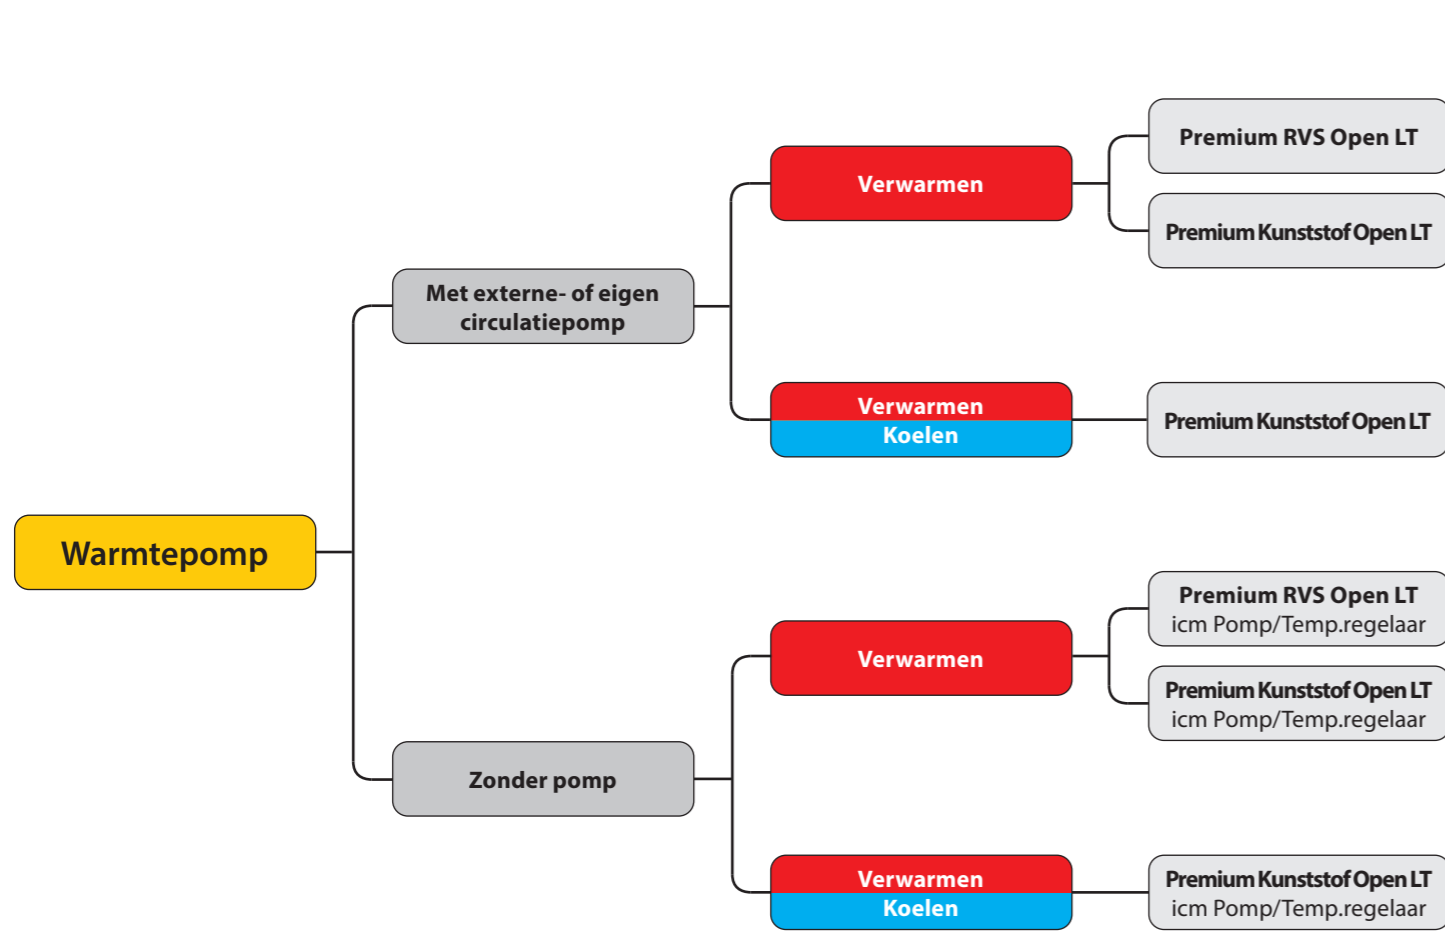 Premium RVS Open LT
Verwarmen
Premium Kunststof Open LT
Met externe- of eigen
circulatiepomp
Verwarmen
Koelen
Premium Kunststof Open LT
Warmtepomp
Premium RVS Open LT
icm Pomp/Temp.regelaar
Verwarmen
Premium Kunststof Open LT
icm Pomp/Temp.regelaar
Zonder pomp
Verwarmen
Koelen
Premium Kunststof Open LT
icm Pomp/Temp.regelaar